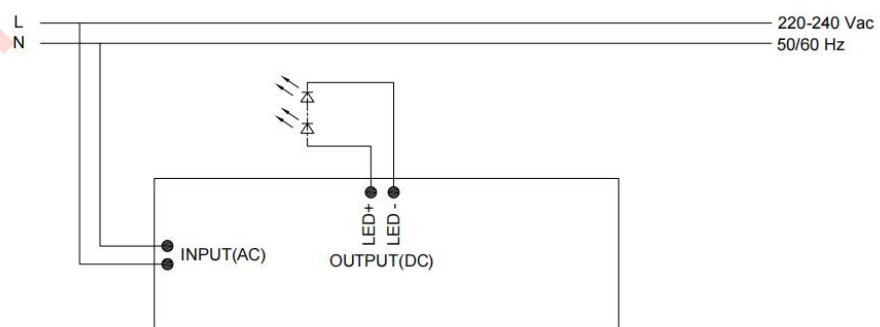 L
220-240 Vac
N
50/60 Hz
LED+
LED -
INPUT(AC)
OUTPUT(DC)